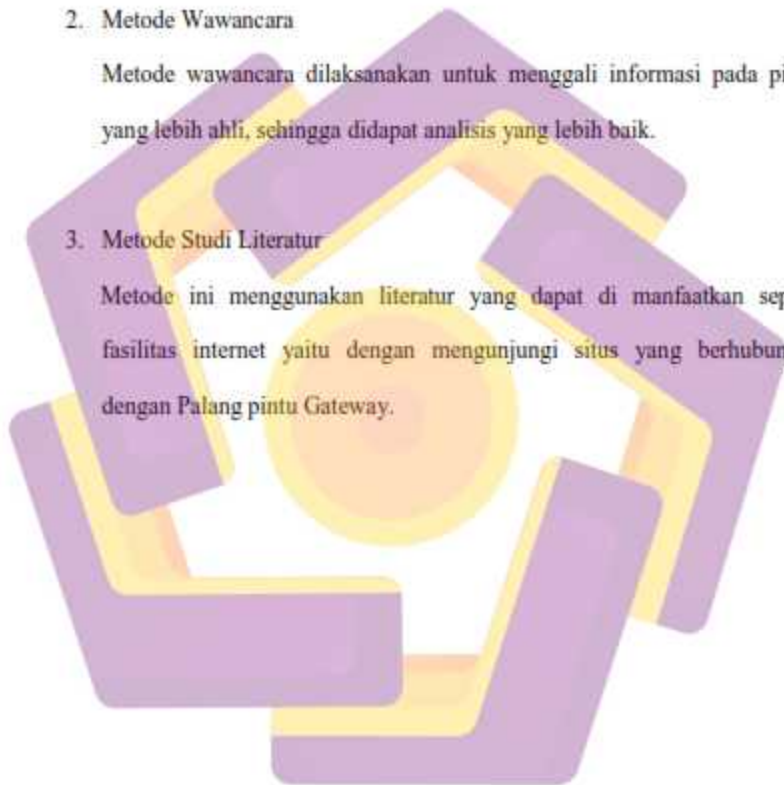 2. Metode Wawancara
Metode wawancara dilaksanakan untuk menggali informasi pada
yang lebih ahli, sehingga didapat analisis yang lebih baik.
3. Metode Studi Literatur
Metode ini menggunakan literatur yang dapat di manfaatkan
fasilitas internet yaitu dengan mengunjungi situs yang
dengan Palang pintu Gateway.